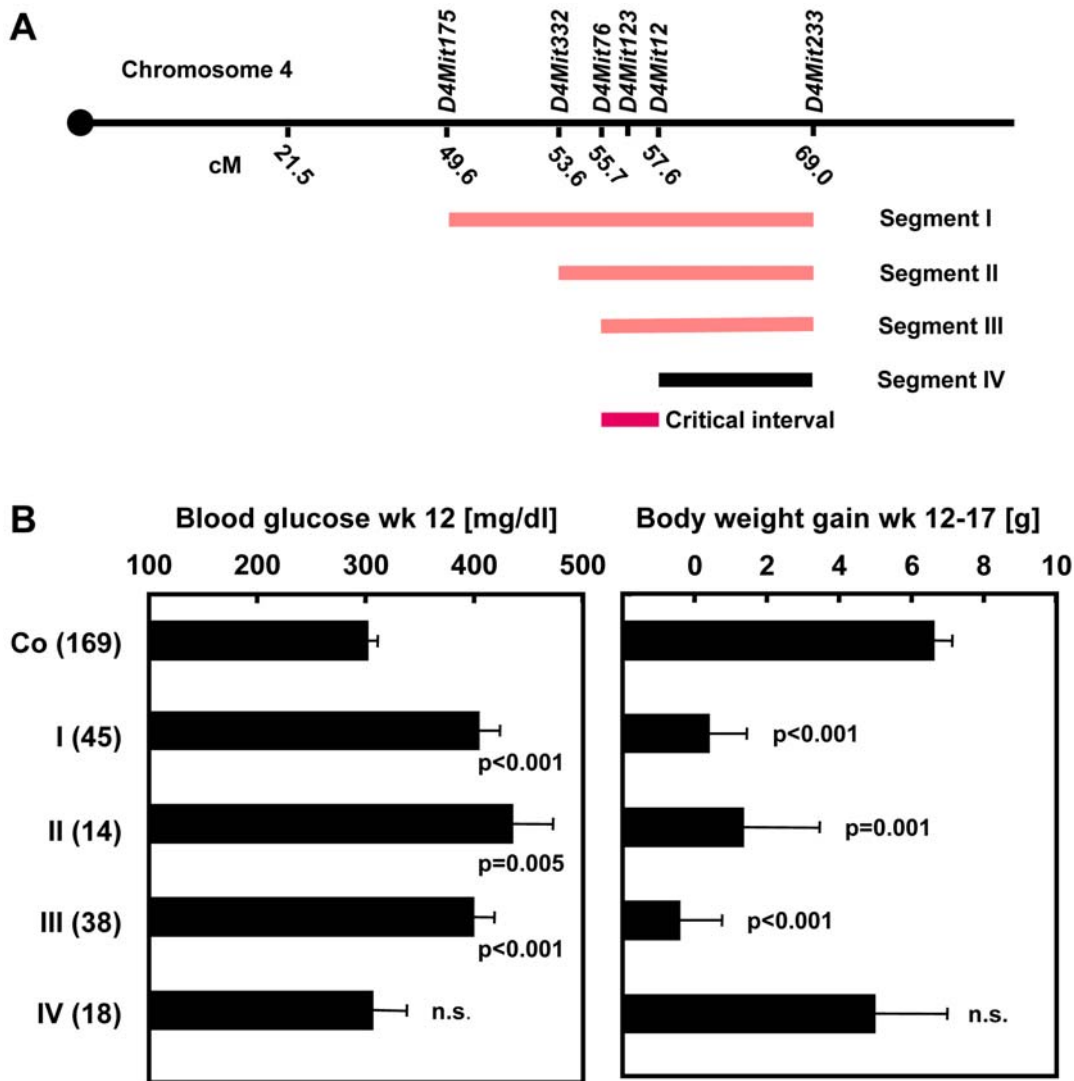 A
Chromosome 4
D4Mit175
D4Mit332
D4Mit76
D4Mit123
D4Mit12
D4Mit233
cM
21.5
49.6
53.6
55.7
57.6
69.0
Segment I
Segment II
Segment III
Segment IV
Critical interval
B
Blood glucose wk 12 [mg/dl]
Body weight gain wk 12-17 [g]
100 200 300 400 500
0 2 4 6 8 10
Co (169)
I (45)
p<0.001
p<0.001
II (14)
p=0.005
p=0.001
III (38)
p<0.001
p<0.001
IV (18)
n.s.
n.s.